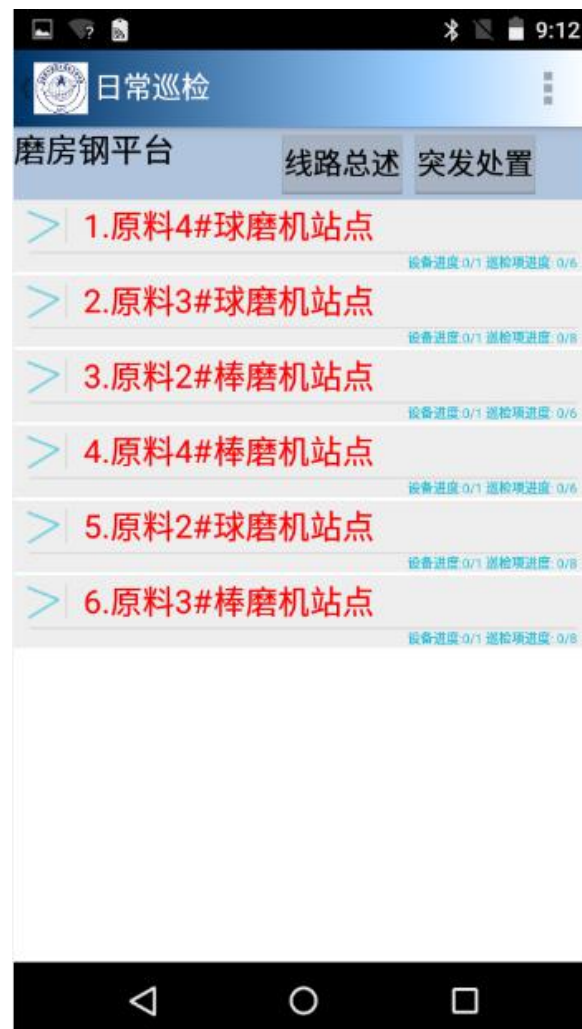 9:12
日常巡检
磨房钢平台
线路总述 突发处置
1.原料4#球磨机站点
设备进度:0/1 巡检项进度: 0/6
2.原料3#球磨机站点
设备进度:0/1 巡检项进度: 0/8
3.原料2#棒磨机站点
设备进度:0/1 巡检项进度: 0/6
4.原料4#棒磨机站点
设备进度:0/1 巡检项进度: 0/6
5.原料2#球磨机站点
设备进度:0/1 巡检项进度: 0/8
6.原料3#棒磨机站点
设备进度:0/1 巡检项进度: 0/8